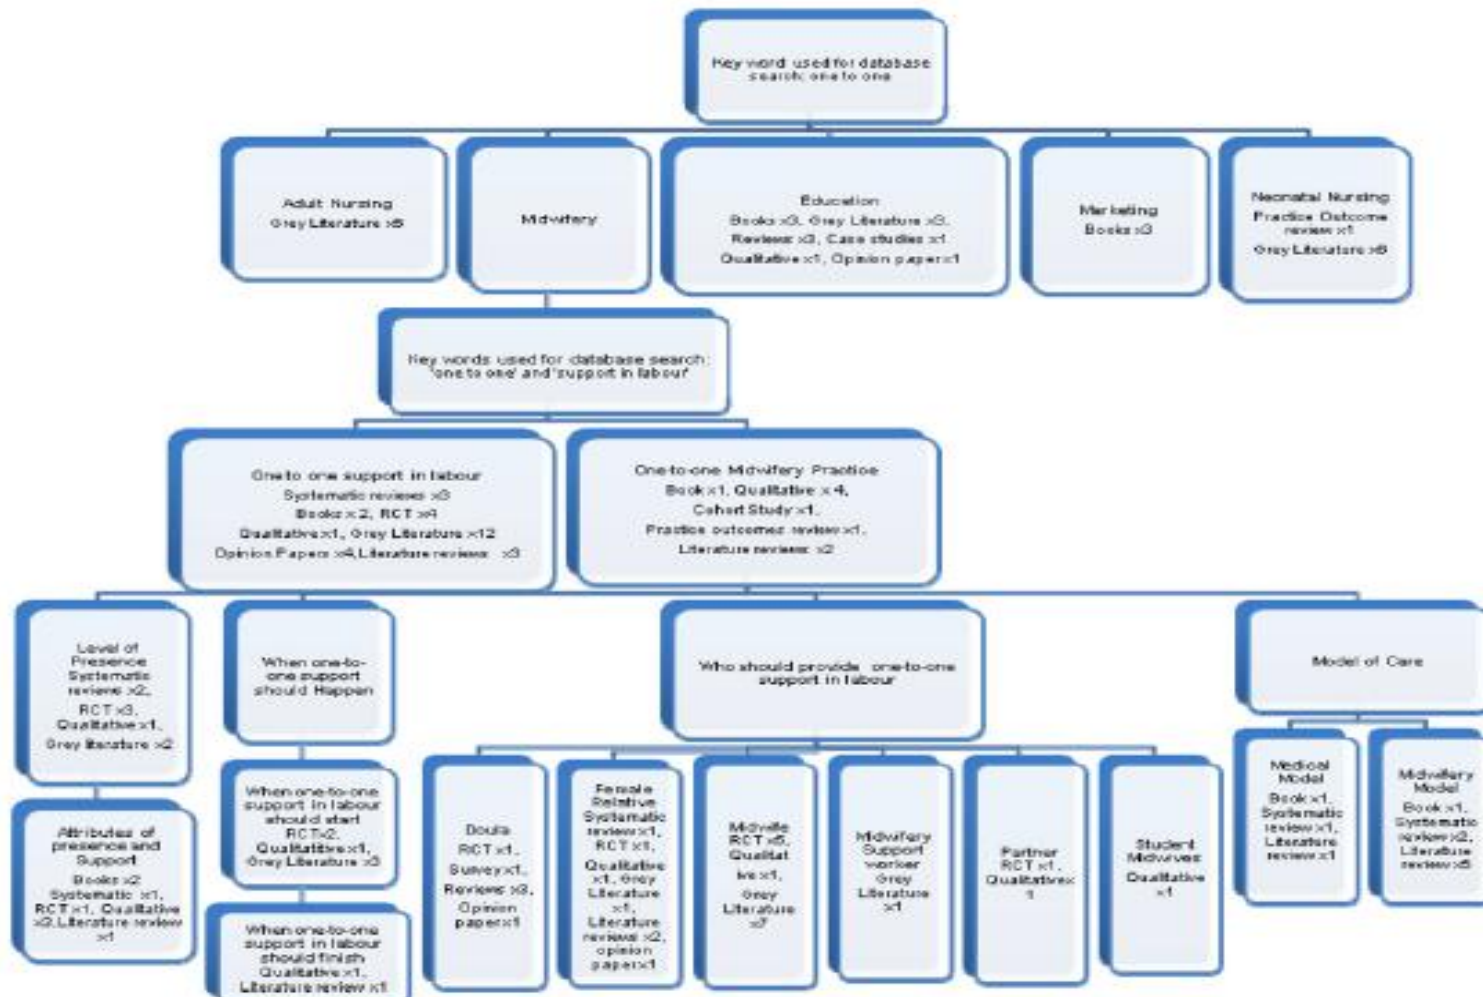 Key word used for database
search: one to one
Adult Nursing
Grey Literature x5
Midwifery
Education
Books x3, Grey Literature x3,
Reviews x3, Case studies x1
Qualitative x1, Opinion paper x1
Marketing
Books x3
Neonatal Nursing
Practice Outcome
review x1
Grey Literature x6
Key words used for database search:
'one to one' and 'support in labour'
One to one support in labour
Systematic reviews x3
Books x 2, RCT x4
Qualitative x1, Grey Literature x12
Opinion Papers x4,Literature reviews x3
One-to-one Midwifery Practice
Book x1, Qualitative x 4,
Cohort Study x1,
Practice outcomes review x1,
Literature reviews x2
Level of
Presence
Systematic
reviews x2,
RCT x3,
Qualitative x1,
Grey literature x2
When one-to-
one support
should Happen
Who should provide one-to-one
support in labour
Model of Care
Attributes of
presence and
Support
Books x2
Systematic x1,
RCT x1, Qualitative
x3,Literature review
x1
When one-to-one
support in labour
should start
RCTx2,
Qualitatitive x1,
Grey Literature x3
When one-to-one
support in labour
should finish
Qualitative x1,
Literature review x1
Doula
RCT x1,
Survey x1,
Reviews x3,
Opinion
paper x1
Female
Relative
Systematic
review x1,
RCT x1,
Qualitative
x1, Grey
Literature
x1,
Literature
reviews x2,
opinion
paper x1
Midwife
RCT x5,
Qualitat
ive x1,
Grey
Literature
x7
Midwifery
Support
worker
Grey
Literature
x1
Partner
RCT x1,
Qualitative x
1
Student
Midwives
Qualitative
x1
Medical
Model
Book x1,
Systematic
review x1,
Literature
review x1
Midwifery
Model
Book x1,
Systematic
review x2,
Literature
review x5